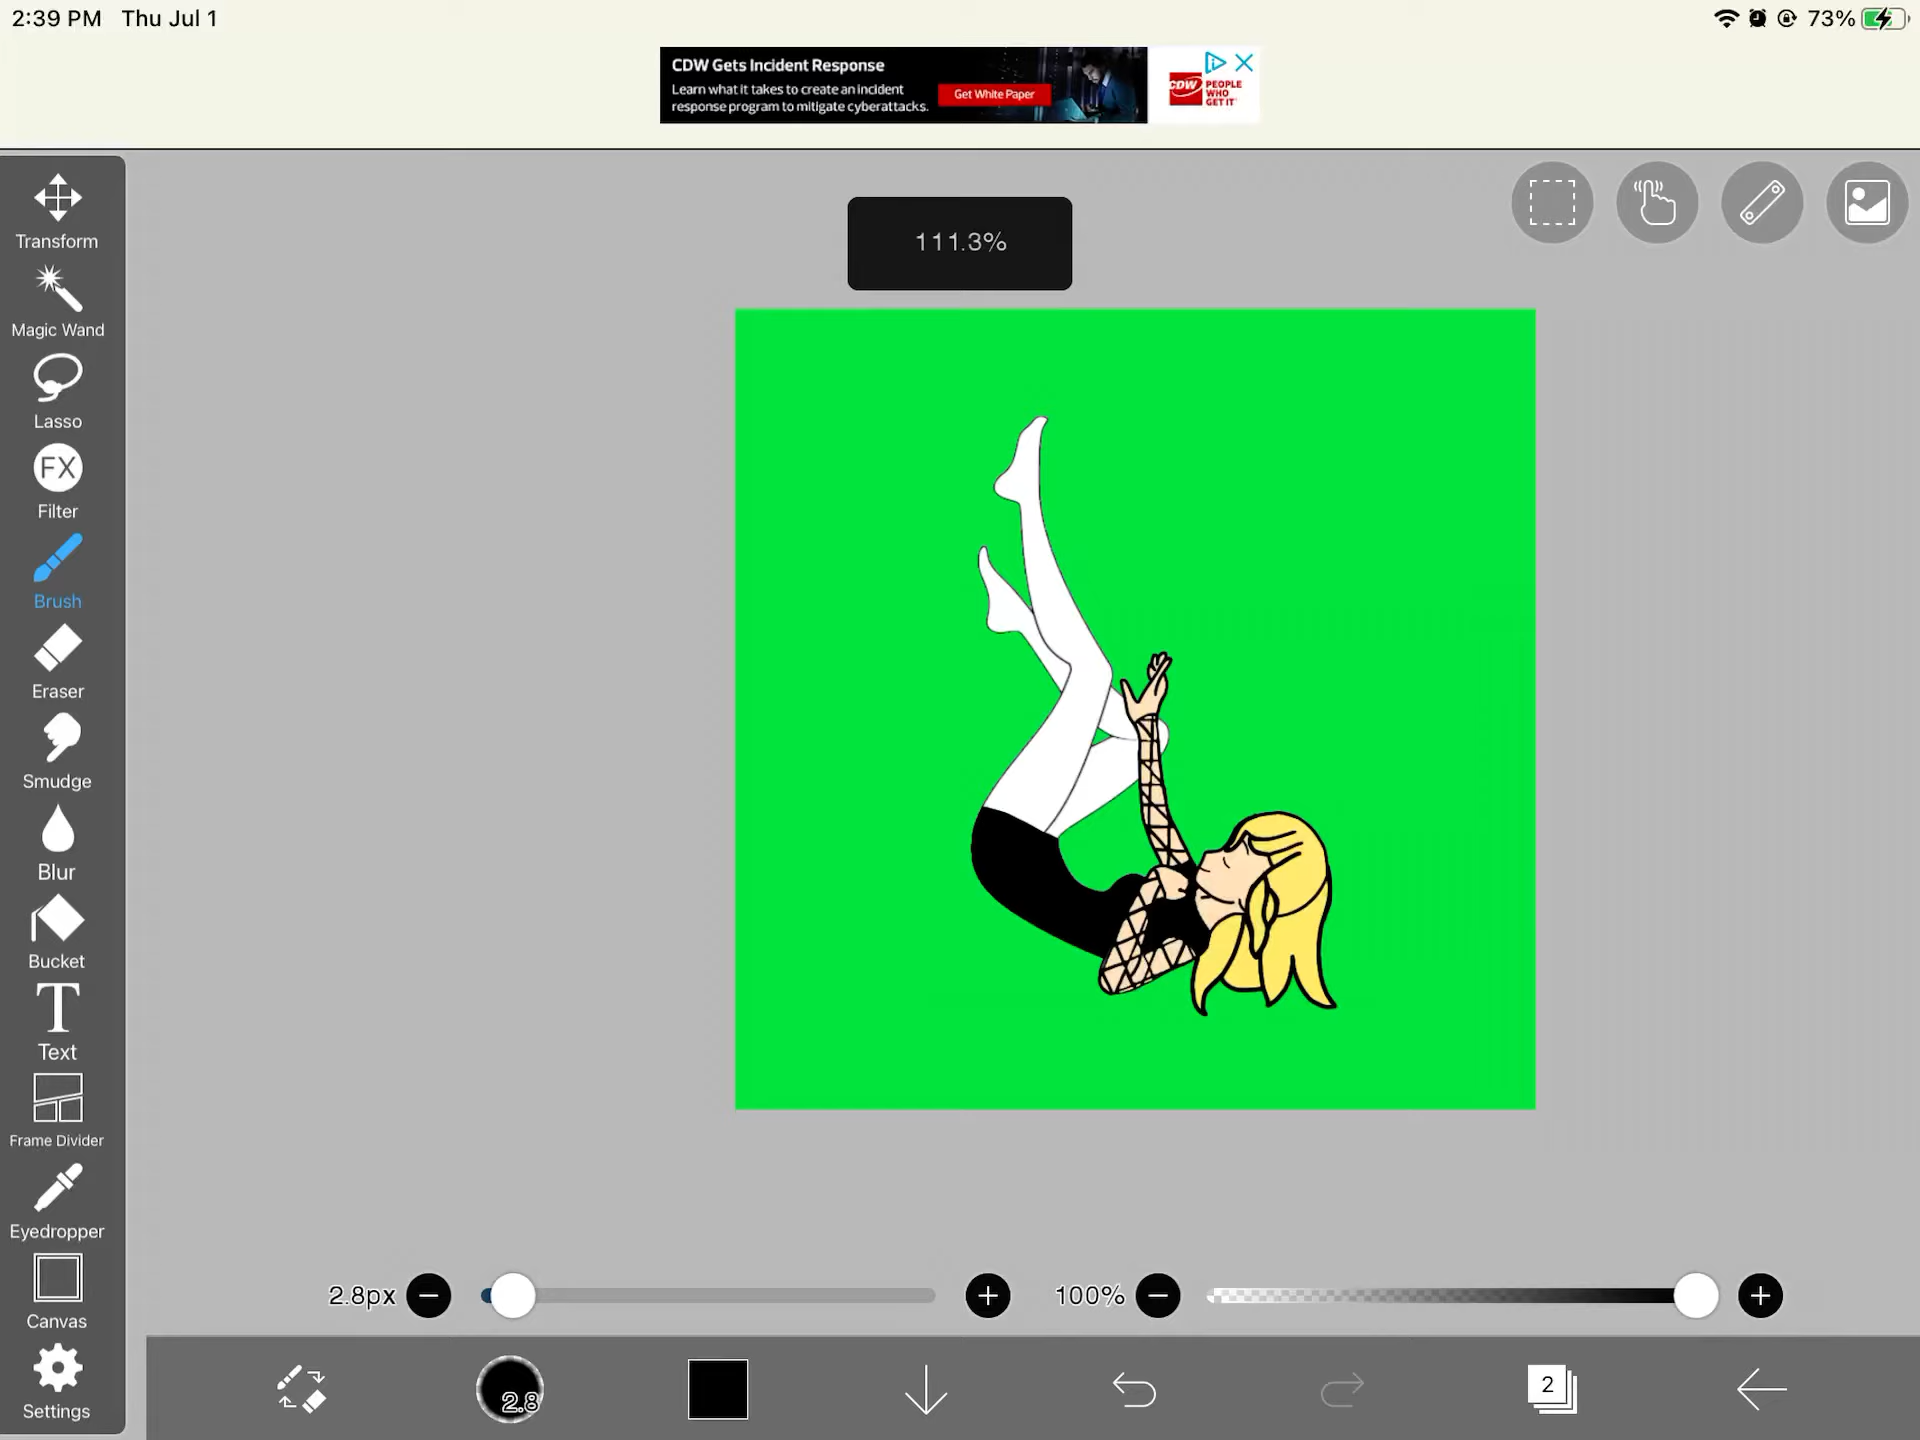 2:39 PM Thu Jul 1
73%
CDW Gets Incident Response
Learn what it takes to create an incident
response program to mitigate cyberattacks.
Get White Paper
CDW
PEOPLE
WHO
GET IT
111.3%
Transform
Magic Wand
Lasso
FX
Filter
Brush
Eraser
Smudge
Blur
Bucket
T
Text
Frame Divider
Eyedropper
Canvas
Settings
2.8px
100%
2.8
2